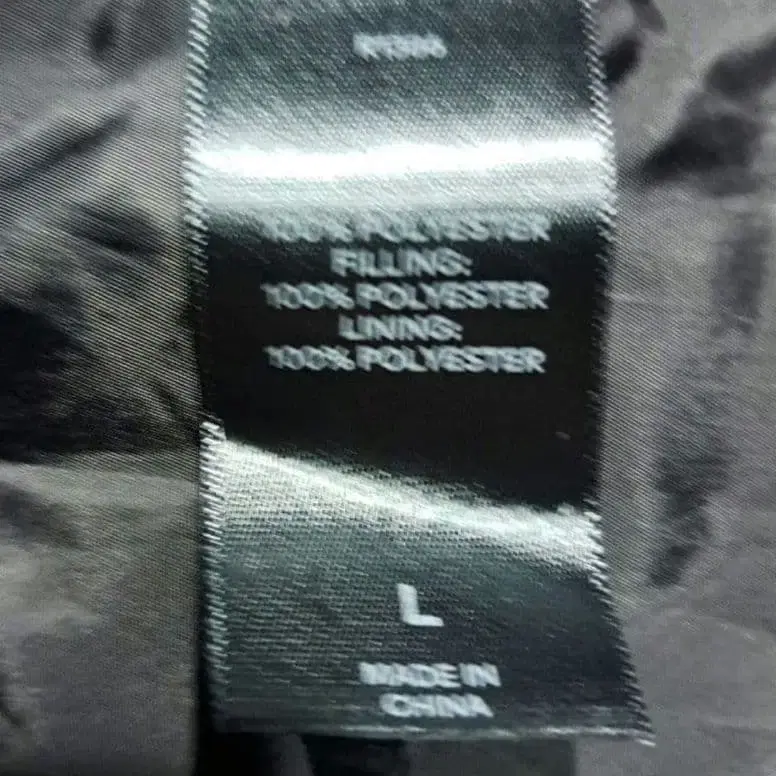 100% POLYESTER
FILLING:
100% POLYESTER
LINING:
100% POLYESTER
L
MADE IN
CHINA